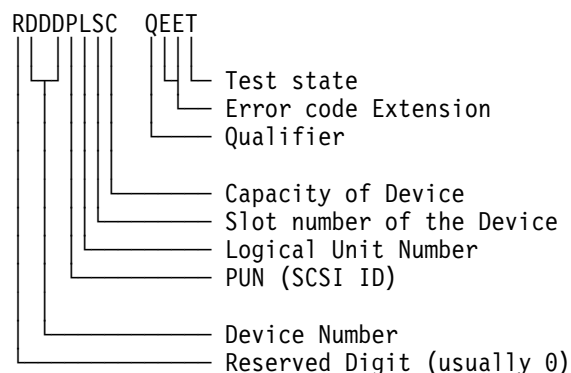 RDDDPLSC QEET
Test state
Error code Extension
Qualifier
Capacity of Device
Slot number of the Device
Logical Unit Number
PUN (SCSI ID)
Device Number
Reserved Digit (usually 0)